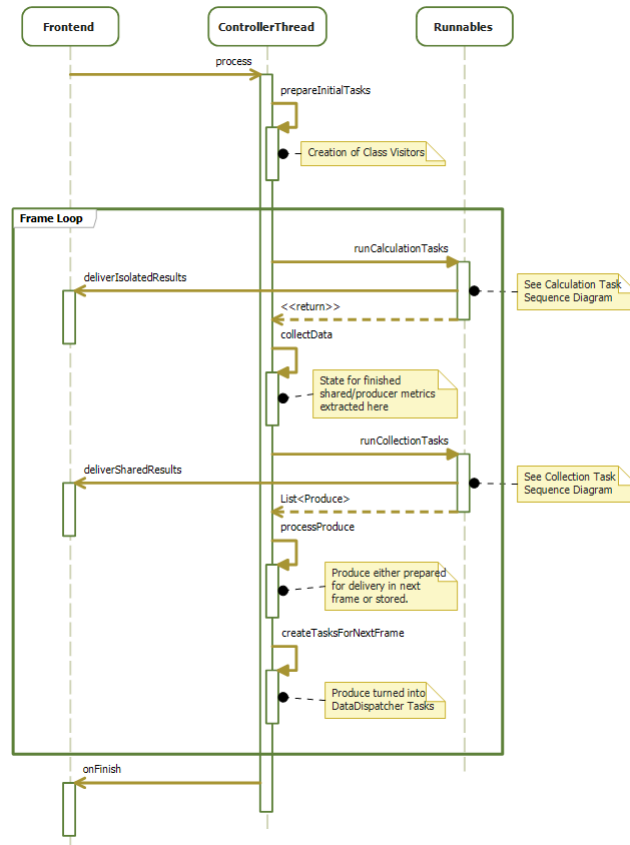 Frontend
ControllerThread
Runnables
process
prepareInitialTasks
Creation of Class Visitors
Frame Loop
runCalculationTasks
deliverIsolatedResults
See Calculation Task
Sequence Diagram
<<return>>
collectData
State for finished
shared/producer metrics
extracted here
runCollectionTasks
deliverSharedResults
See Collection Task
Sequence Diagram
List<Produce>
processProduce
Produce either prepared
for delivery in next
frame or stored.
createTasksForNextFrame
Produce turned into
DataDispatcher Tasks
onFinish